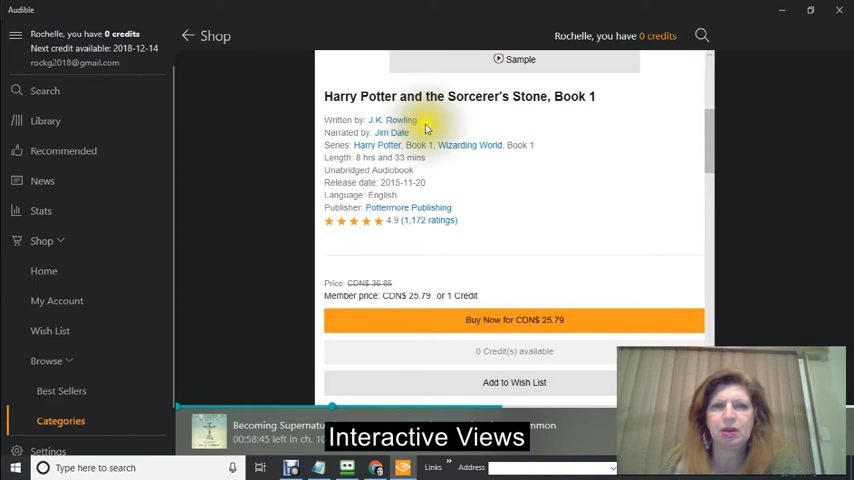 Audible
Rochelle, you have 0 credits
Next credit available: 2018-12-14
rockg2018@gmail.com
Search
Library
Recommended
News
Stats
Shop
Home
My Account
Wish List
Browse
Best Sellers
Categories
Settings
Shop
Rochelle, you have 0 credits
Sample
Harry Potter and the Sorcerer's Stone, Book 1
Written by: J.K. Rowling
Narrated by: Jim Dale
Series: Harry Potter, Book 1, Wizarding World, Book 1
Length: 8 hrs and 33 mins
Unabridged Audiobook
Release date: 2015-11-20
Language: English
Publisher: Pottermore Publishing
4.9 (1,172 ratings)
Price: CDN$ 36.85
Member price: CDN$ 25.79 or 1 Credit
Buy Now for CDN$ 25.79
0 Credit(s) available
Add to Wish List
Becoming Supernatu
mmon
00:58:45 left in ch. 10
Interactive Views
Type here to search
Links
Address